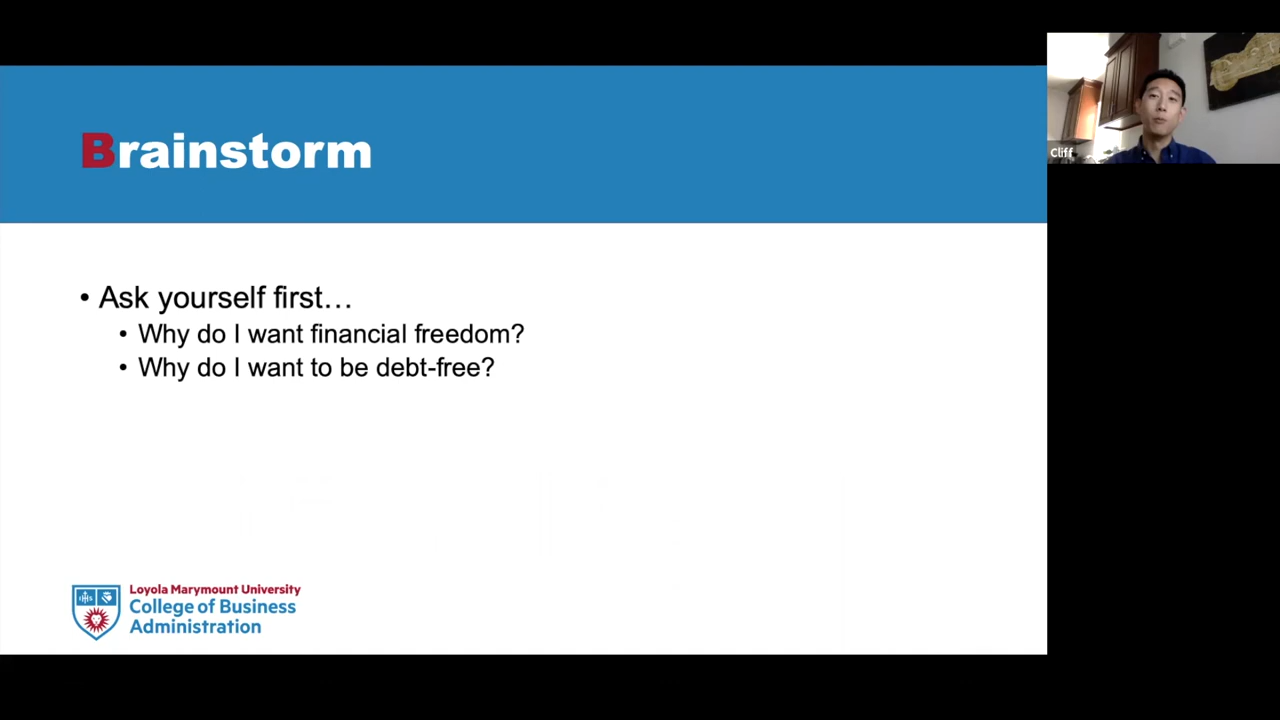 Brainstorm
• Ask yourself first…
• Why do I want financial freedom?
• Why do I want to be debt-free?
Loyola Marymount University
College of Business
Administration
Cliff